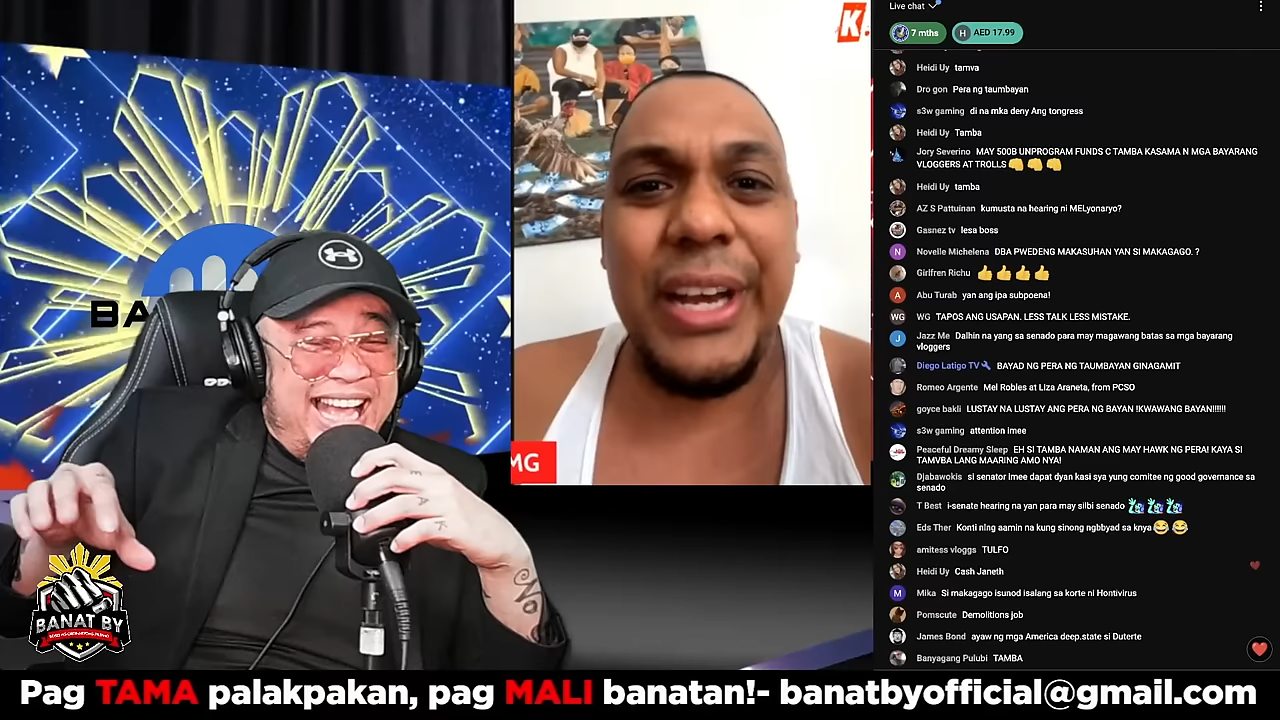 Live chat
7 mths
H AED 17.99
Heidi Uy tamva
Dro gon Pera ng taumbayan
s3w gaming di na mka deny Ang tongress
Heidi Uy Tamba
Jory Severino MAY 500B UNPROGRAM FUNDS C TAMBA KASAMA N MGA BAYARANG
VLOGGERS AT TROLLS 👊👊👊
Heidi Uy tamba
AZ S Pattuinan kumusta na hearing ni MELyonaryo?
Gasnez tv lesa boss
N Novelle Michelena DBA PWEDENG MAKASUHAN YAN SI MAKAGAGO. ?
Girlfren Richu 👍👍👍👍
A Abu Turab yan ang ipa subpoena!
WG WG TAPOS ANG USAPAN. LESS TALK LESS MISTAKE.
J Jazz Me Dalhin na yang sa senado para may magawang batas sa mga bayarang
vloggers
Diego Latigo TV🔧 BAYAD NG PERA NG TAUMBAYAN GINAGAMIT
Romeo Argente Mel Robles at LIza Araneta, from PCSO
goyce bakli LUSTAY NA LUSTAY ANG PERA NG BAYAN !KWAWANG BAYAN!!!!!!
s3w gaming attention imee
Peaceful Dreamy Sleep EH SI TAMBA NAMAN ANG MAY HAWK NG PERA! KAYA SI
TAMVBA LANG MAARING AMO NYA!
Djabawokis si senator Imee dapat dyan kasi sya yung comitee ng good governance sa
senado
T Best i-senate hearing na yan para may silbi senado
Eds Ther Konti ning aamin na kung sinong ngbbyad sa knya😂😂
amitess vloggs TULFO
Heidi Uy Cash Janeth
M Mika Si makagago isunod isalang sa korte ni Hontivirus
Pomscute Demolitions job
James Bond ayaw ng mga America deep.state si Duterte
Banyagang Pulubi TAMBA
K!
BA
MG
No
BANAT BY
Pag TAMA palakpakan, pag MALI banatan!- banatbyofficial@gmail.com